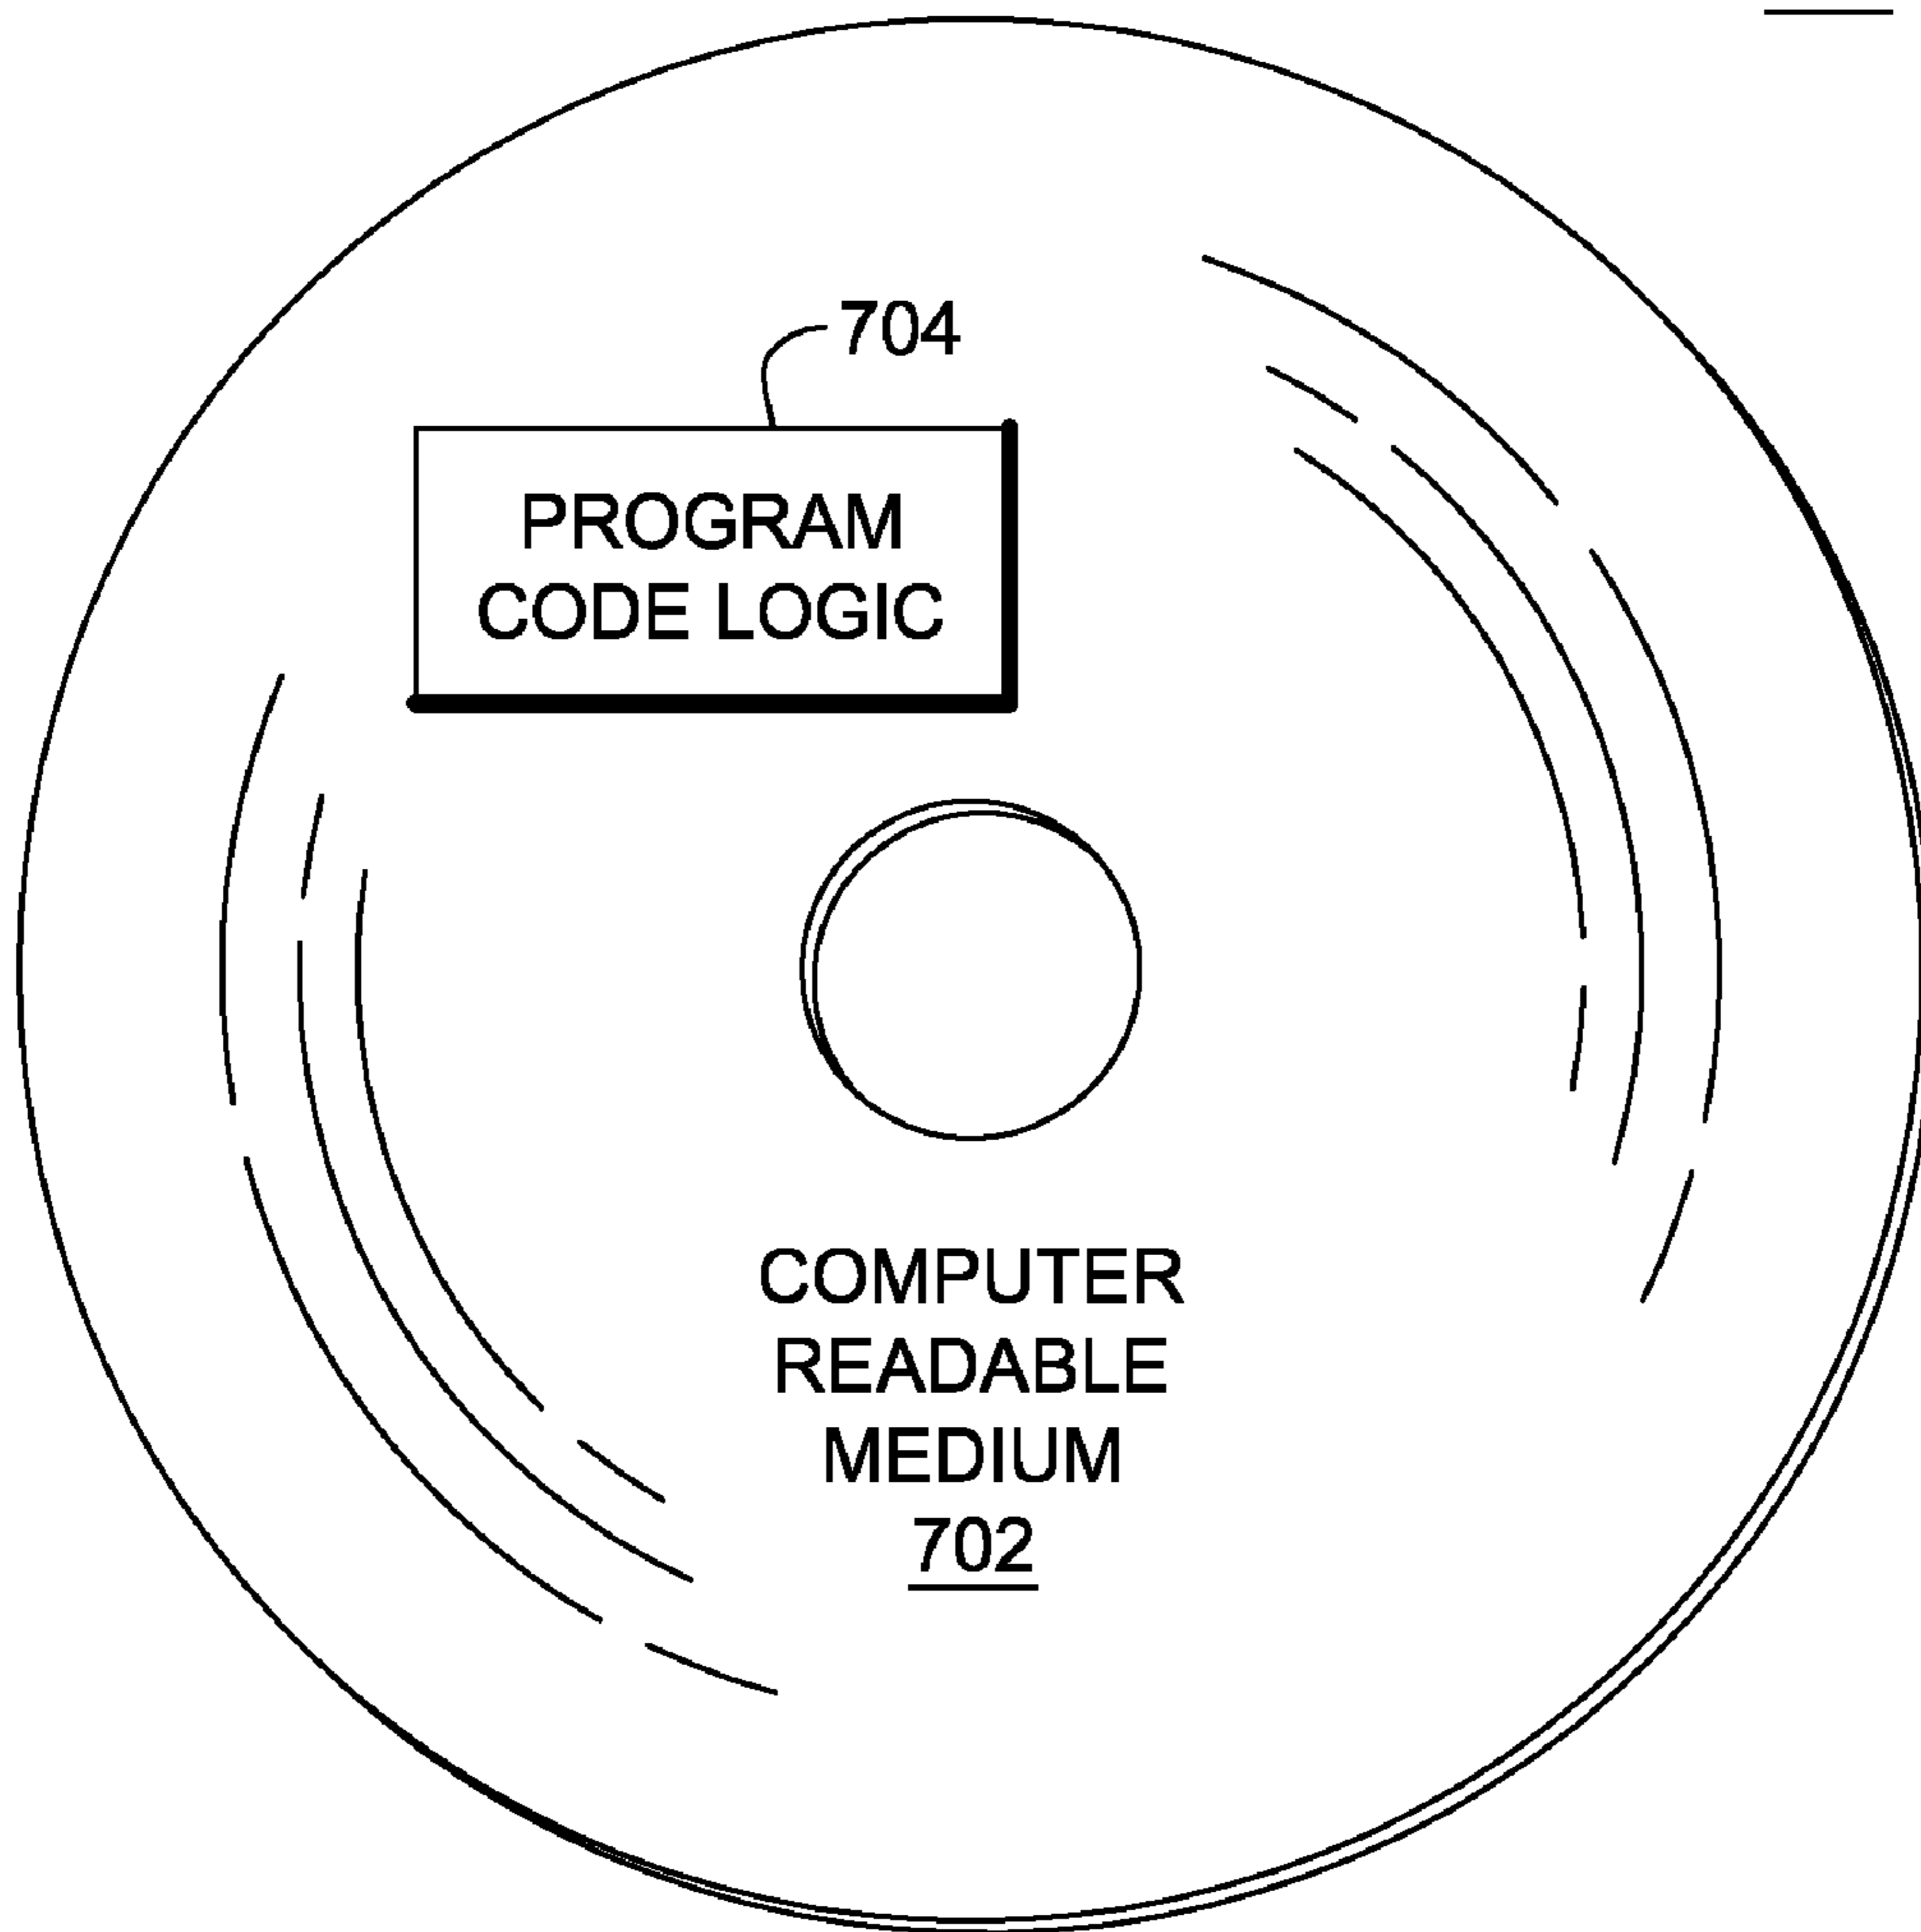 704
PROGRAM
CODE LOGIC
COMPUTER
READABLE
MEDIUM
702